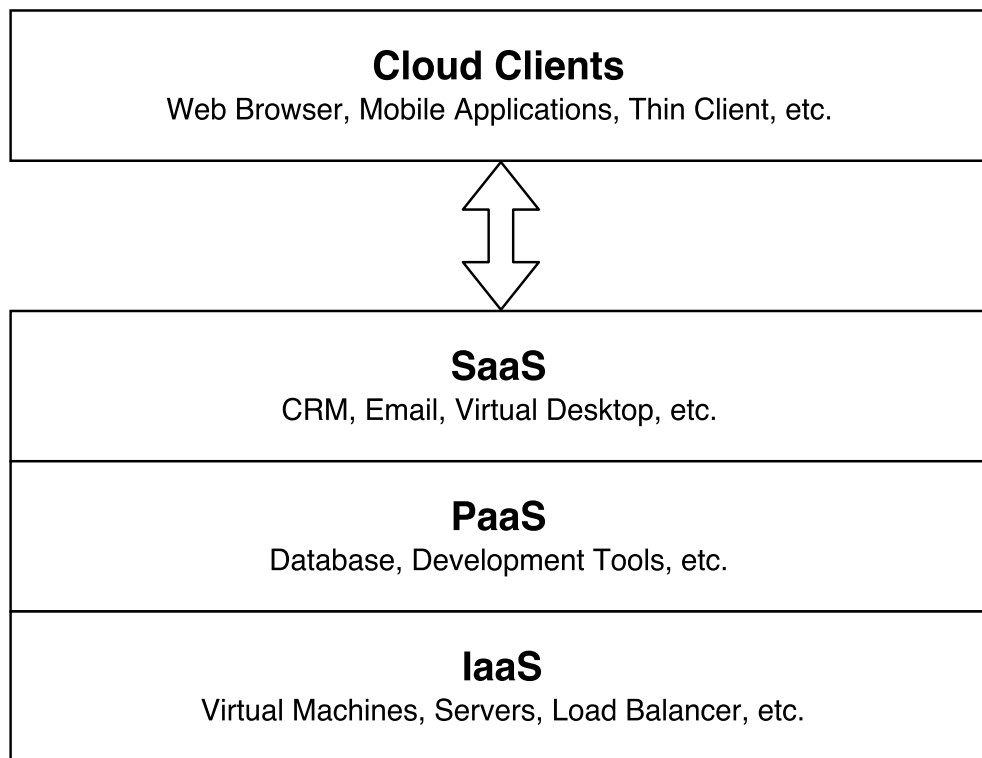 Cloud Clients
Web Browser, Mobile Applications, Thin Client, etc.
SaaS
CRM, Email, Virtual Desktop, etc.
PaaS
Database, Development Tools, etc.
IaaS
Virtual Machines, Servers, Load Balancer, etc.